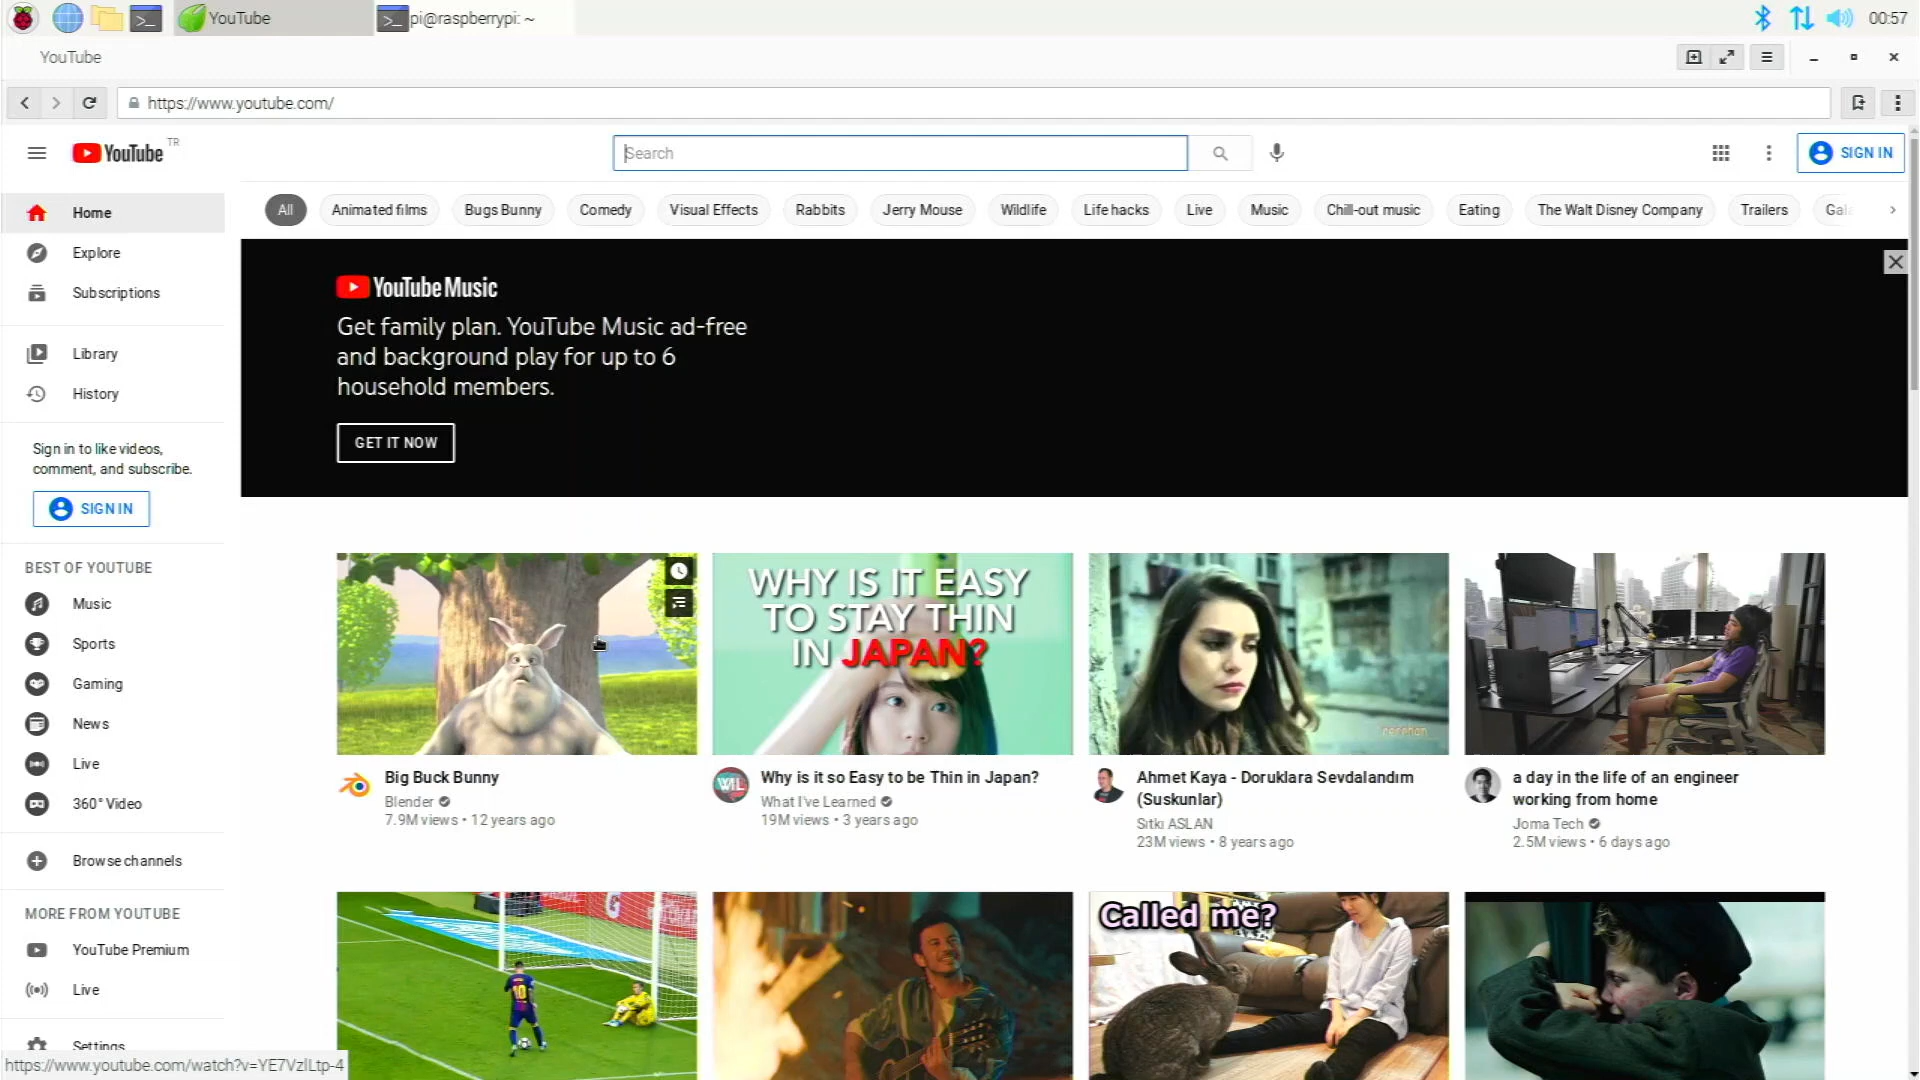 YouTube
pi@raspberrypi: ~
00:57
YouTube
https://www.youtube.com/
YouTube TR
Search
SIGN IN
Home
Explore
Subscriptions
Library
History
Sign in to like videos,
comment, and subscribe.
SIGN IN
BEST OF YOUTUBE
Music
Sports
Gaming
News
Live
360° Video
Browse channels
MORE FROM YOUTUBE
YouTube Premium
Live
Settings
https://www.youtube.com/watch?v=YE7VzlLtp-4
All
Animated films
Bugs Bunny
Comedy
Visual Effects
Rabbits
Jerry Mouse
Wildlife
Life hacks
Live
Music
Chill-out music
Eating
The Walt Disney Company
Trailers
YouTube Music
Get family plan. YouTube Music ad-free
and background play for up to 6
household members.
GET IT NOW
Big Buck Bunny
Blender
7.9M views • 12 years ago
WHY IS IT EASY
TO STAY THIN
IN JAPAN?
WIL
Why is it so Easy to be Thin in Japan?
What I've Learned
19M views • 3 years ago
Ahmet Kaya - Doruklara Sevdalandım
(Suskunlar)
Sıtkı ASLAN
23M views • 8 years ago
a day in the life of an engineer
working from home
Joma Tech
2.5M views • 6 days ago
10
Called me?